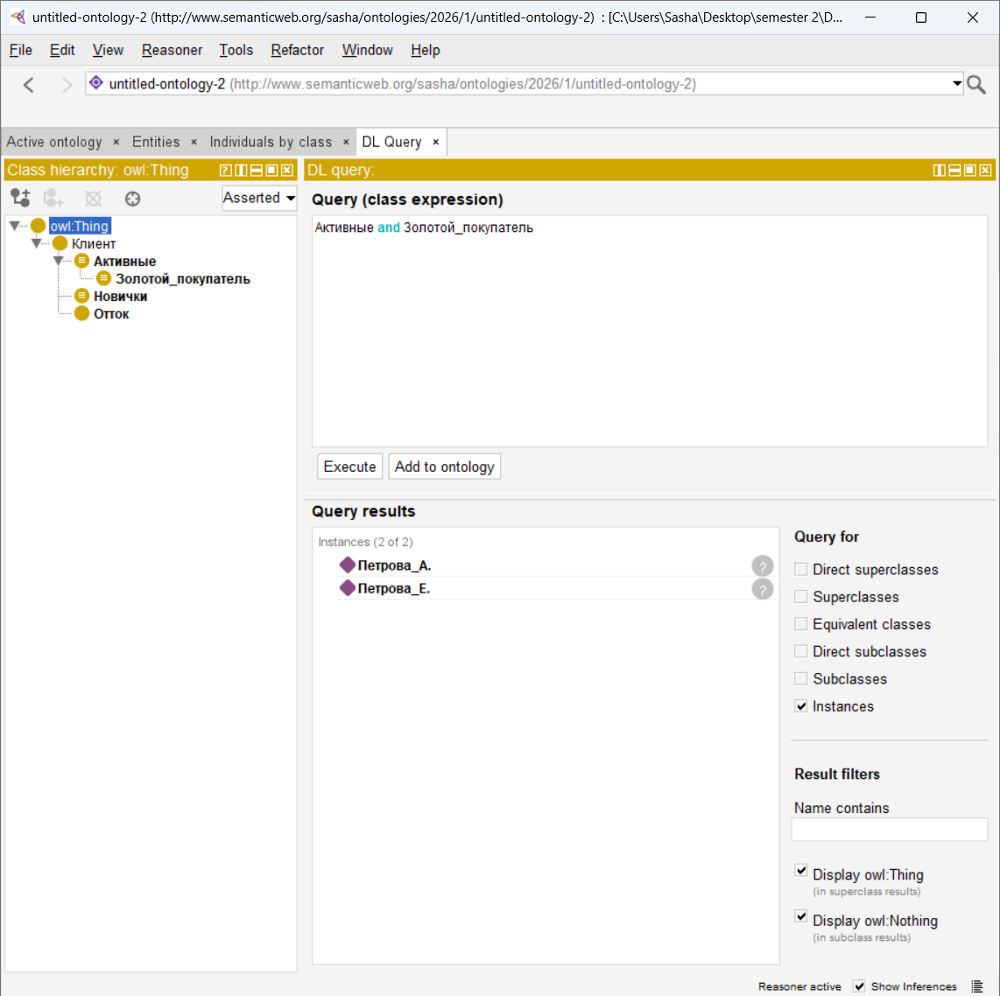 untitled-ontology-2 (http://www.semanticweb.org/sasha/ontologies/2026/1/untitled-ontology-2) : [C:\Users\Sasha\Desktop\semester 2\D...
File Edit View Reasoner Tools Refactor Window Help
untitled-ontology-2 (http://www.semanticweb.org/sasha/ontologies/2026/1/untitled-ontology-2)
Active ontology × Entities × Individuals by class × DL Query ×
Class hierarchy: owl:Thing
Asserted
owl:Thing
Клиент
Активные
Золотой_покупатель
Новички
Отток
DL query:
Query (class expression)
Активные and Золотой_покупатель
Execute Add to ontology
Query results
Instances (2 of 2)
Петрова_А. ?
Петрова_Е. ?
Query for
Direct superclasses
Superclasses
Equivalent classes
Direct subclasses
Subclasses
Instances
Result filters
Name contains
Display owl:Thing
(in superclass results)
Display owl:Nothing
(in subclass results)
Reasoner active Show Inferences